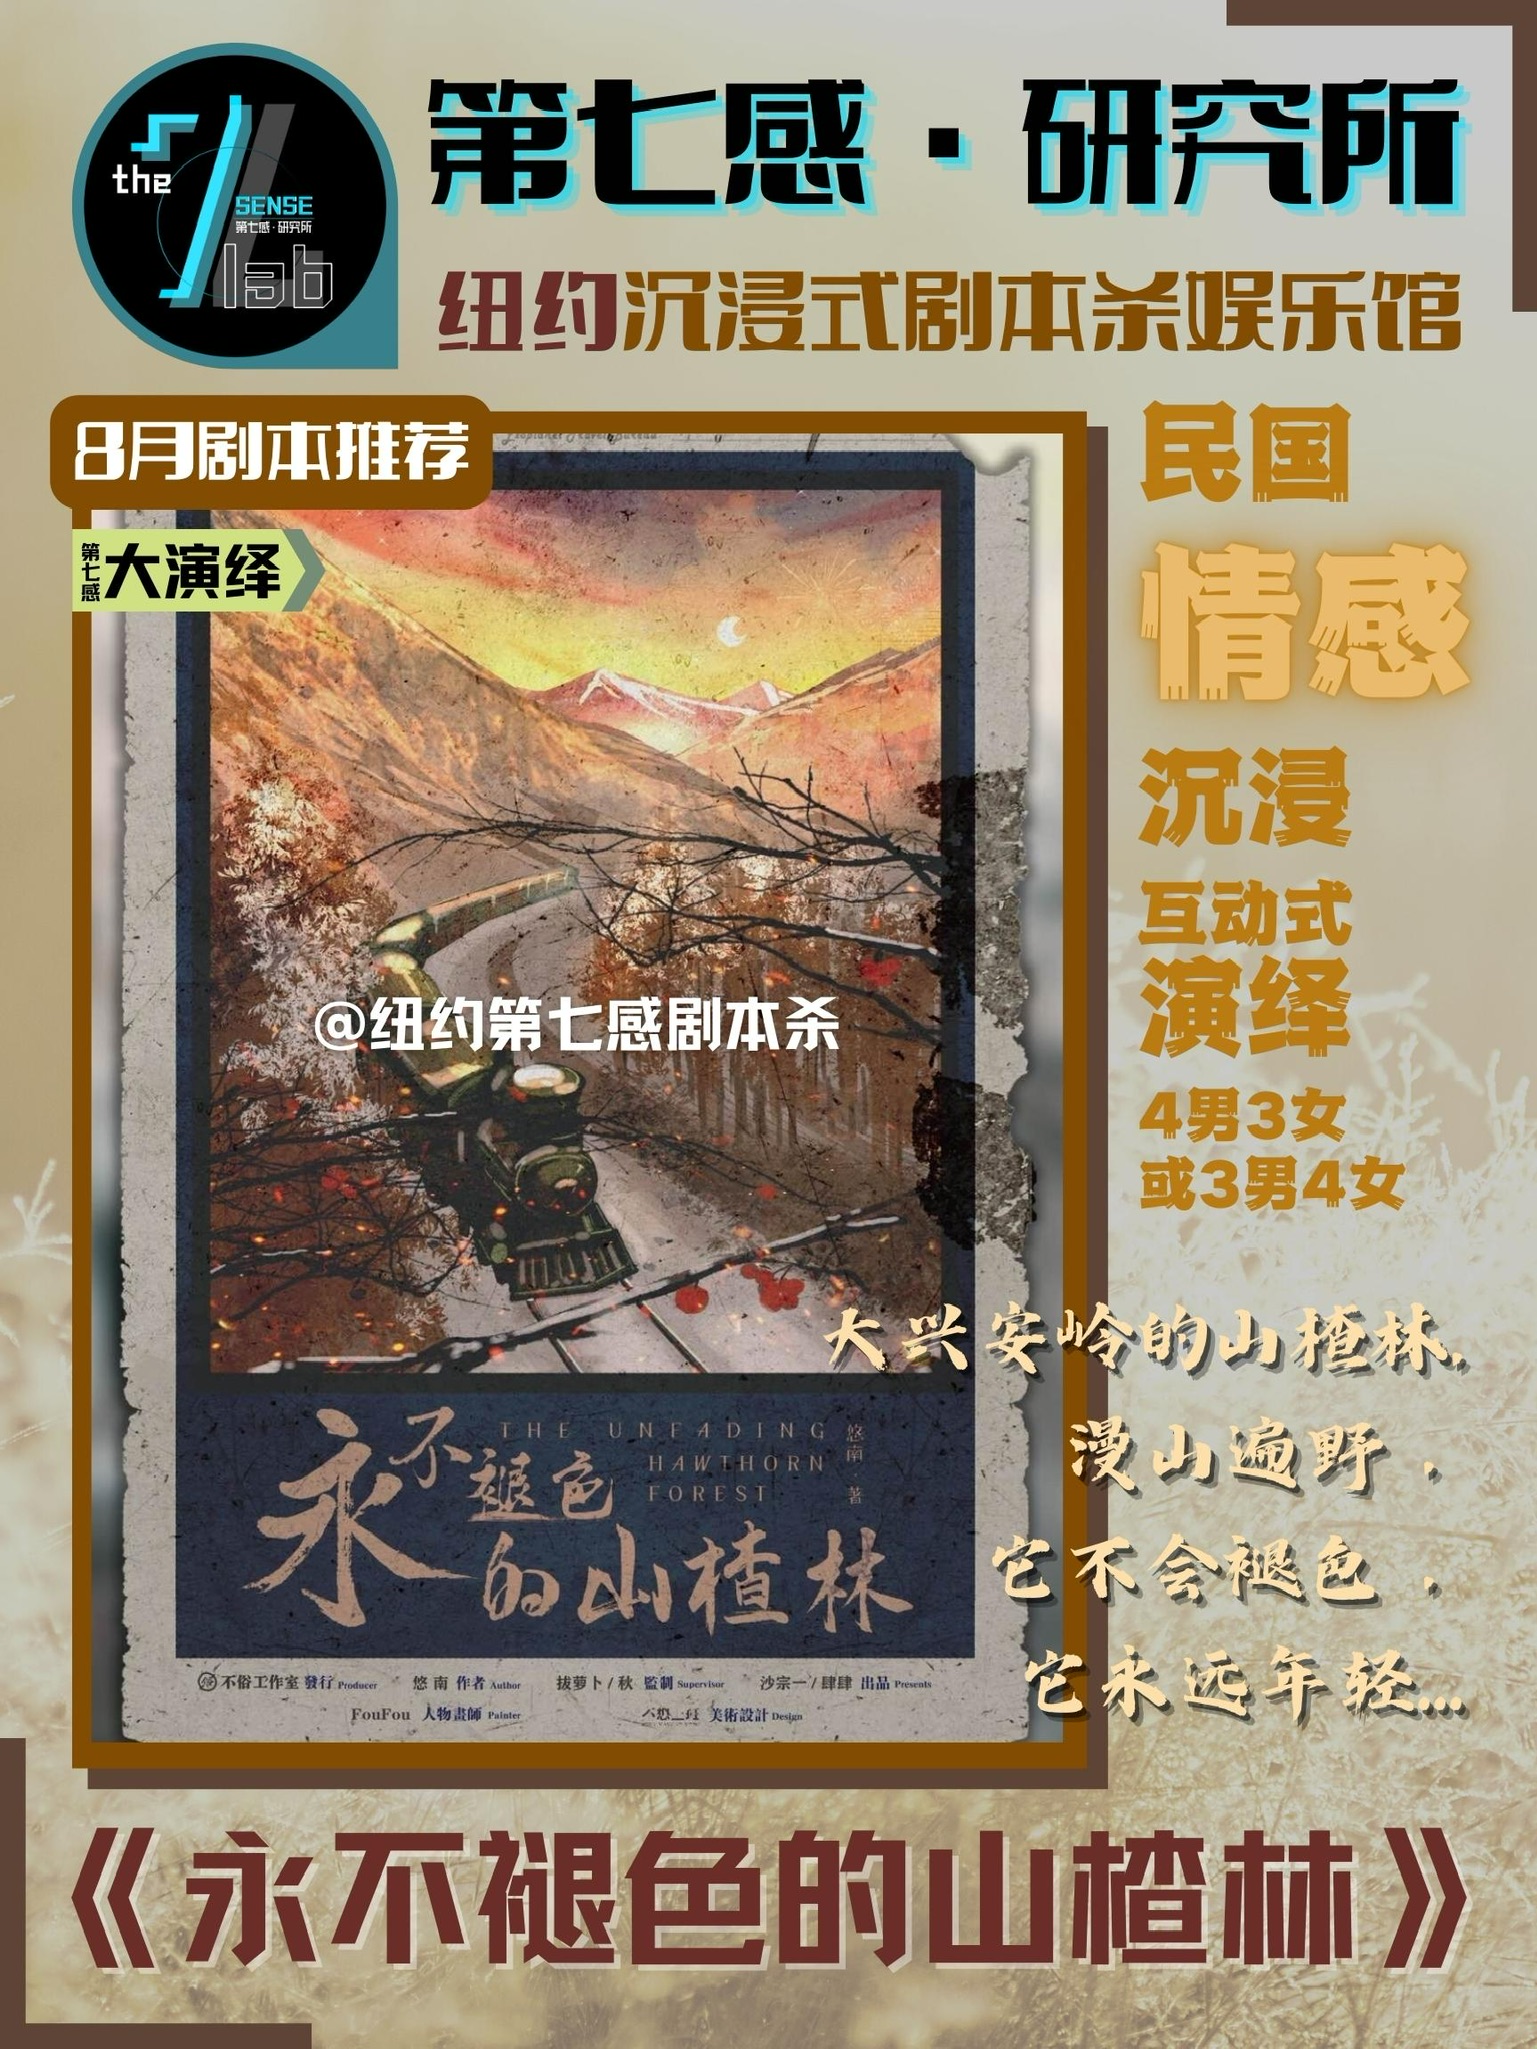 the
SENSE
第七感·研究所
lab
第七感·研究所
纽约沉浸式剧本杀娱乐馆
8月剧本推荐
第七感
大演绎
民国
情感
沉浸
互动式
演绎
4男3女
或3男4女
@纽约第七感剧本杀
大兴安岭的山楂林,
漫山遍野,
它不会褪色,
它永远年轻...
永不褪色
的山楂林
THE UNFADING
HAWTHORN
FOREST
悠南·著
不俗工作室 發行 Producer 悠南 作者 Author 拔萝卜/秋 監制 Supervisor 沙宗一/肆肆 出品 Presents
FouFou 人物畫師 Painter 美術設計 Design
《永不褪色的山楂林》